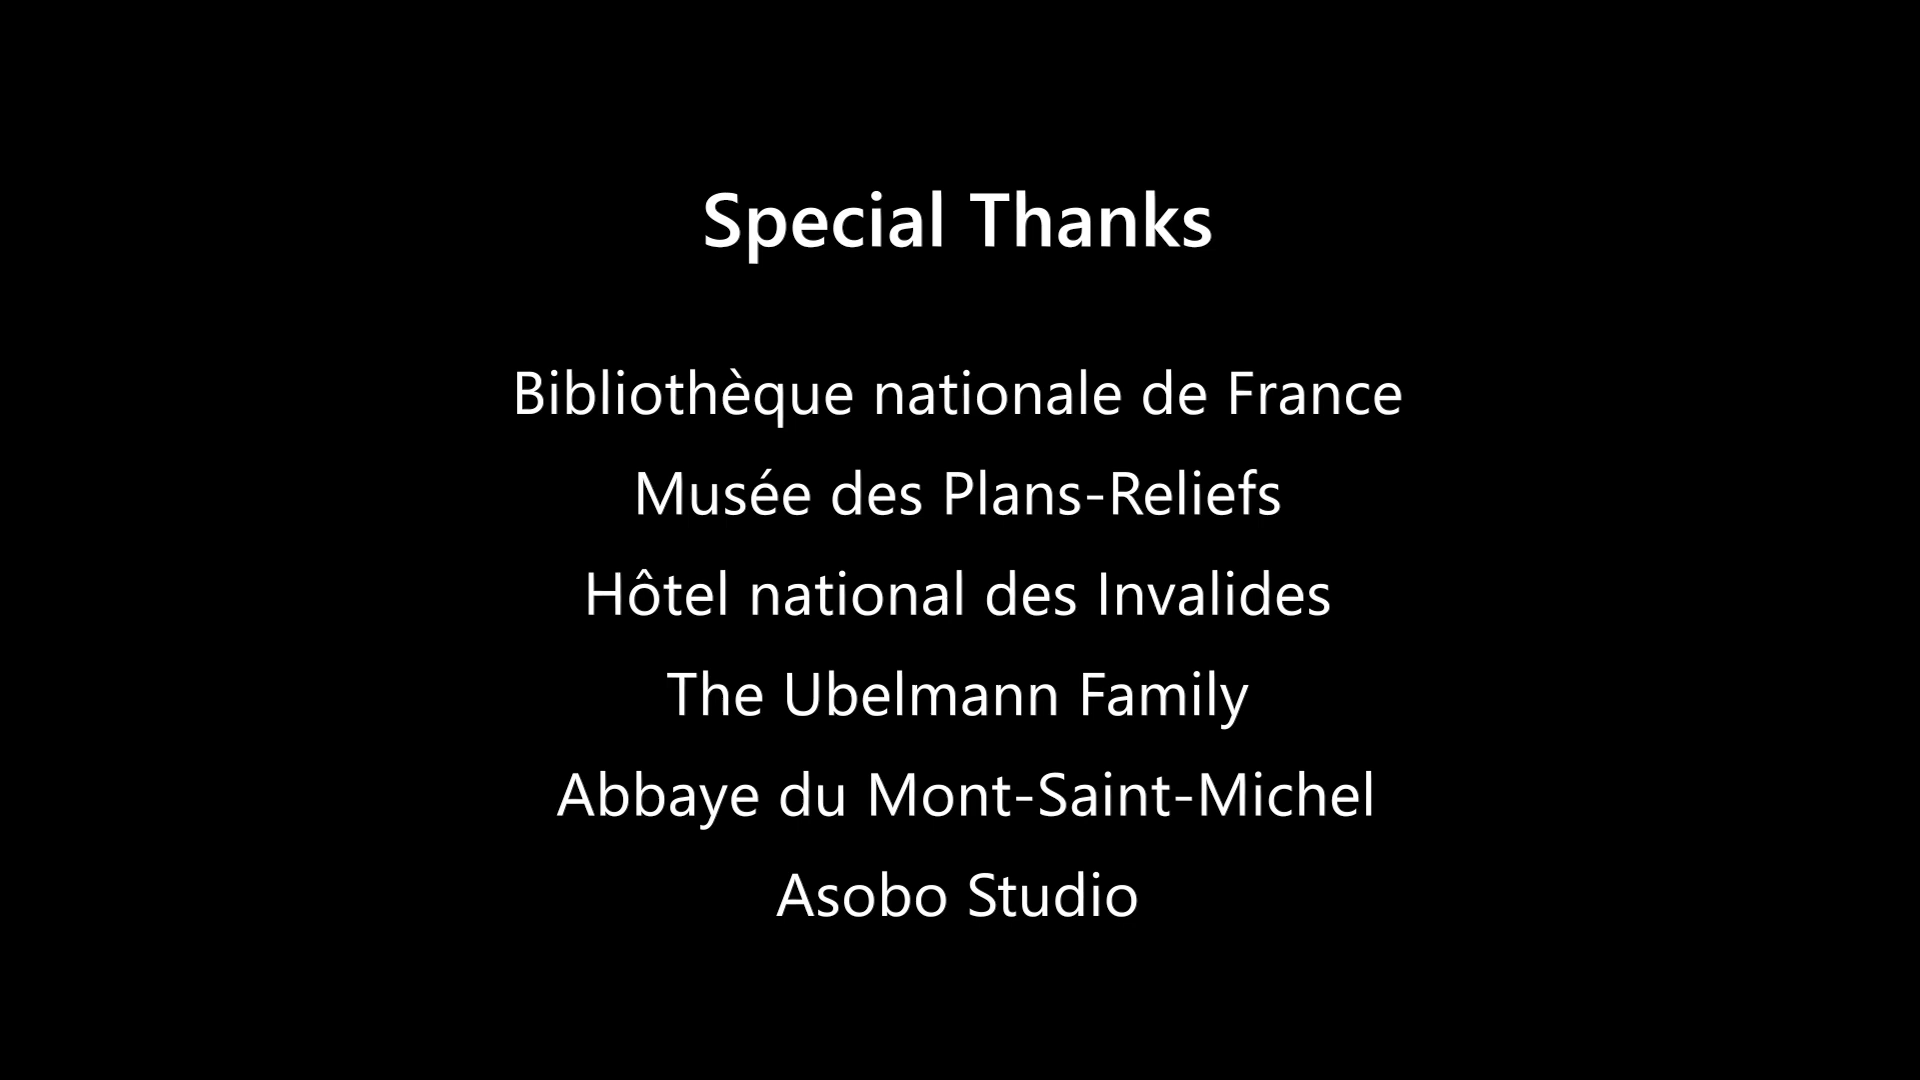 Special Thanks
Bibliothèque nationale de France
Musée des Plans-Reliefs
Hôtel national des Invalides
The Ubelmann Family
Abbaye du Mont-Saint-Michel
Asobo Studio